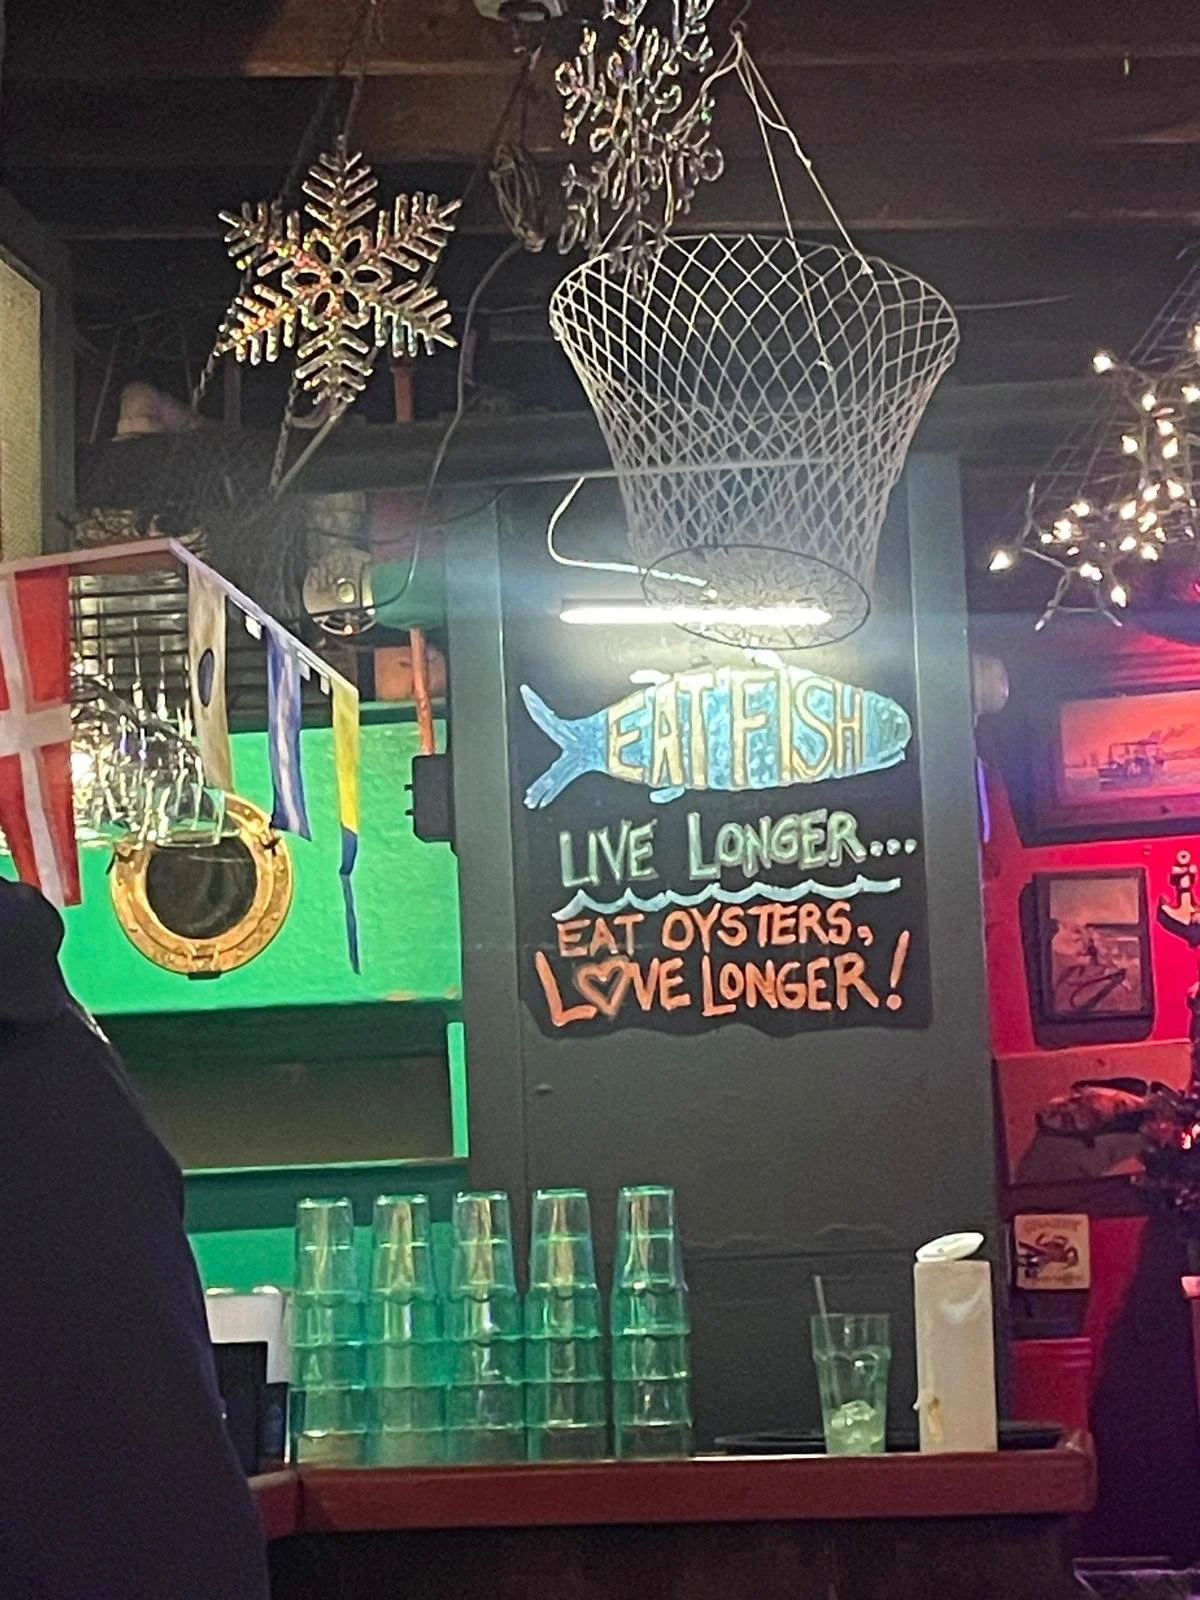 EAT FISH
LIVE LONGER...
EAT OYSTERS,
LOVE LONGER!